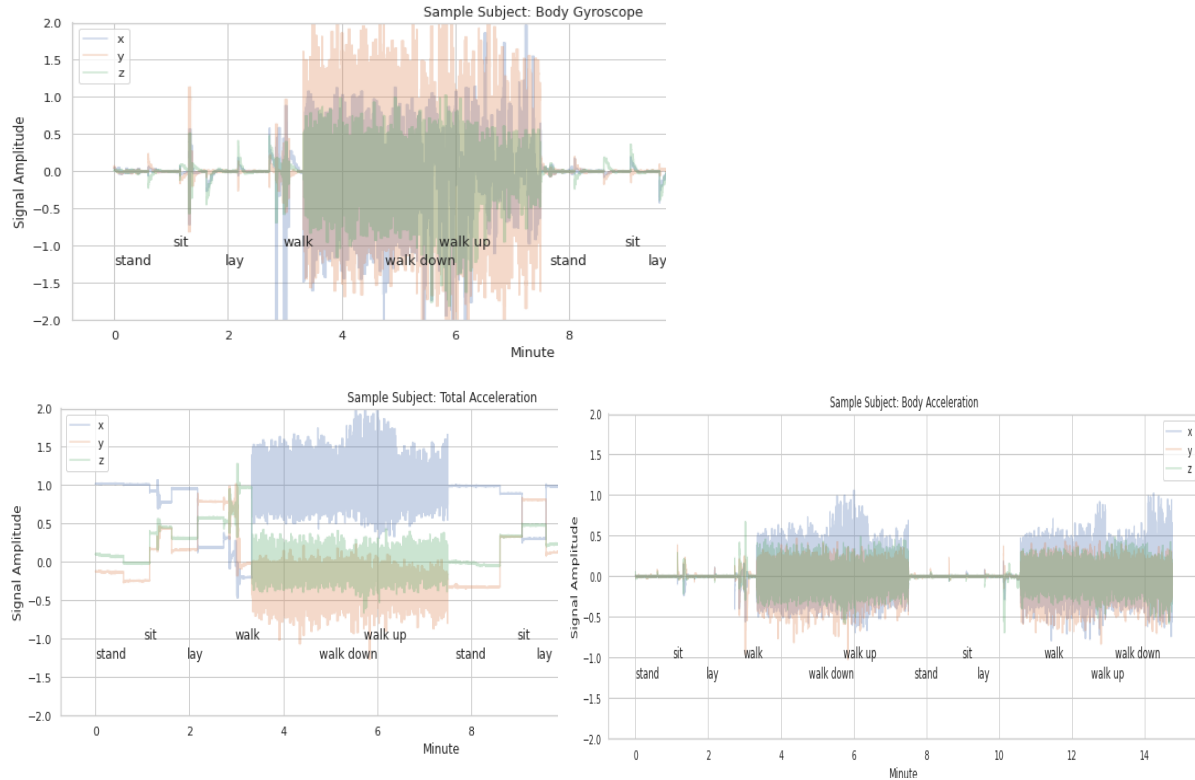 Sample Subject: Body Gyroscope
2.0
1.5
1.0
0.5
0.0
−0.5
−1.0
−1.5
−2.0
Signal Amplitude
x
y
z
sit walk walk up sit
stand lay walk down stand lay
0 2 4 6 8
Minute
Sample Subject: Total Acceleration
2.0
1.5
1.0
0.5
0.0
−0.5
−1.0
−1.5
−2.0
Signal Amplitude
x
y
z
sit walk walk up sit
stand lay walk down stand lay
0 2 4 6 8
Minute
Sample Subject: Body Acceleration
2.0
1.5
1.0
0.5
0.0
−0.5
−1.0
−1.5
−2.0
Signal Amplitude
x
y
z
sit walk walk up sit walk walk down
stand lay walk down stand lay walk up
0 2 4 6 8 10 12 14
Minute